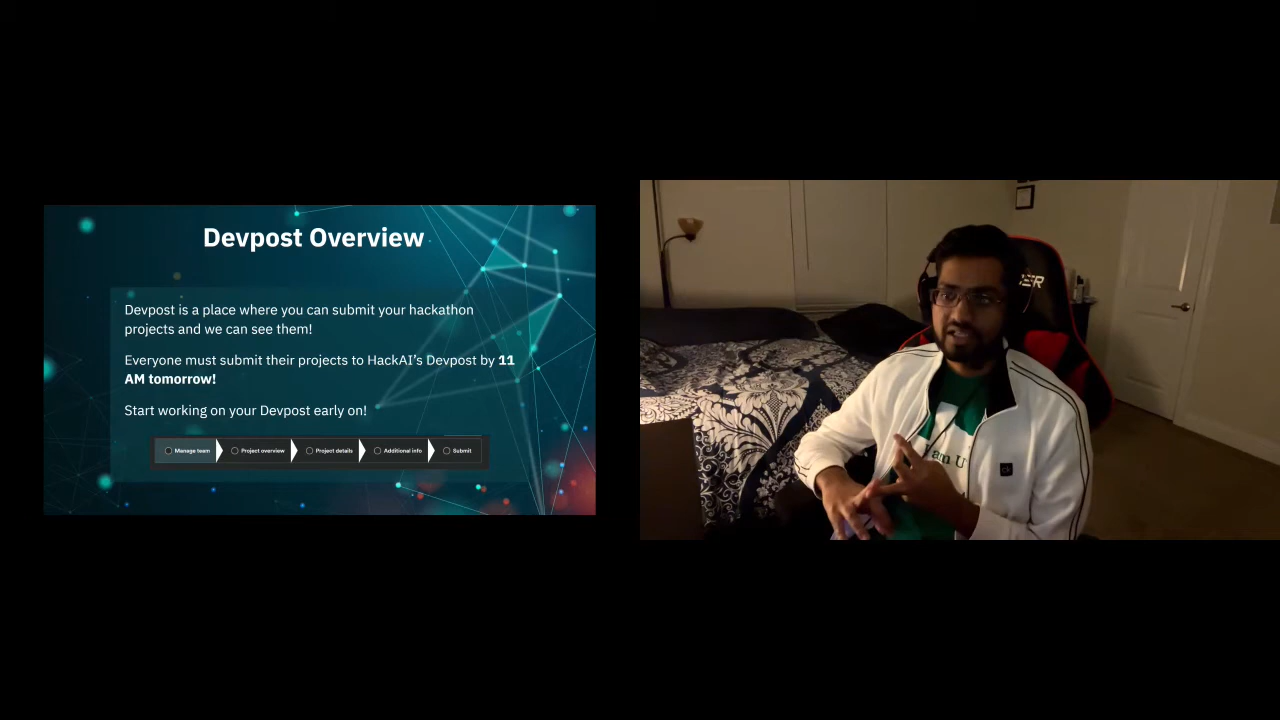 Devpost Overview
Devpost is a place where you can submit your hackathon
projects and we can see them!
Everyone must submit their projects to HackAI's Devpost by 11
AM tomorrow!
Start working on your Devpost early on!
Manage team
Project overview
Project details
Additional info
Submit
am U